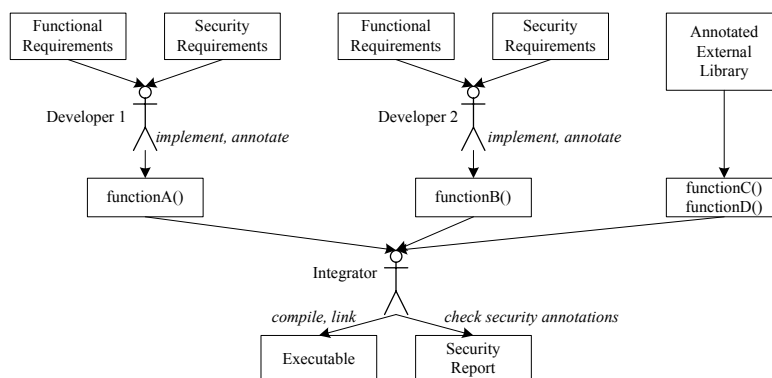 Functional
Requirements
Security
Requirements
Functional
Requirements
Security
Requirements
Annotated
External
Library
Developer 1
implement, annotate
Developer 2
implement, annotate
functionA()
functionB()
functionC()
functionD()
Integrator
compile, link
check security annotations
Executable
Security
Report